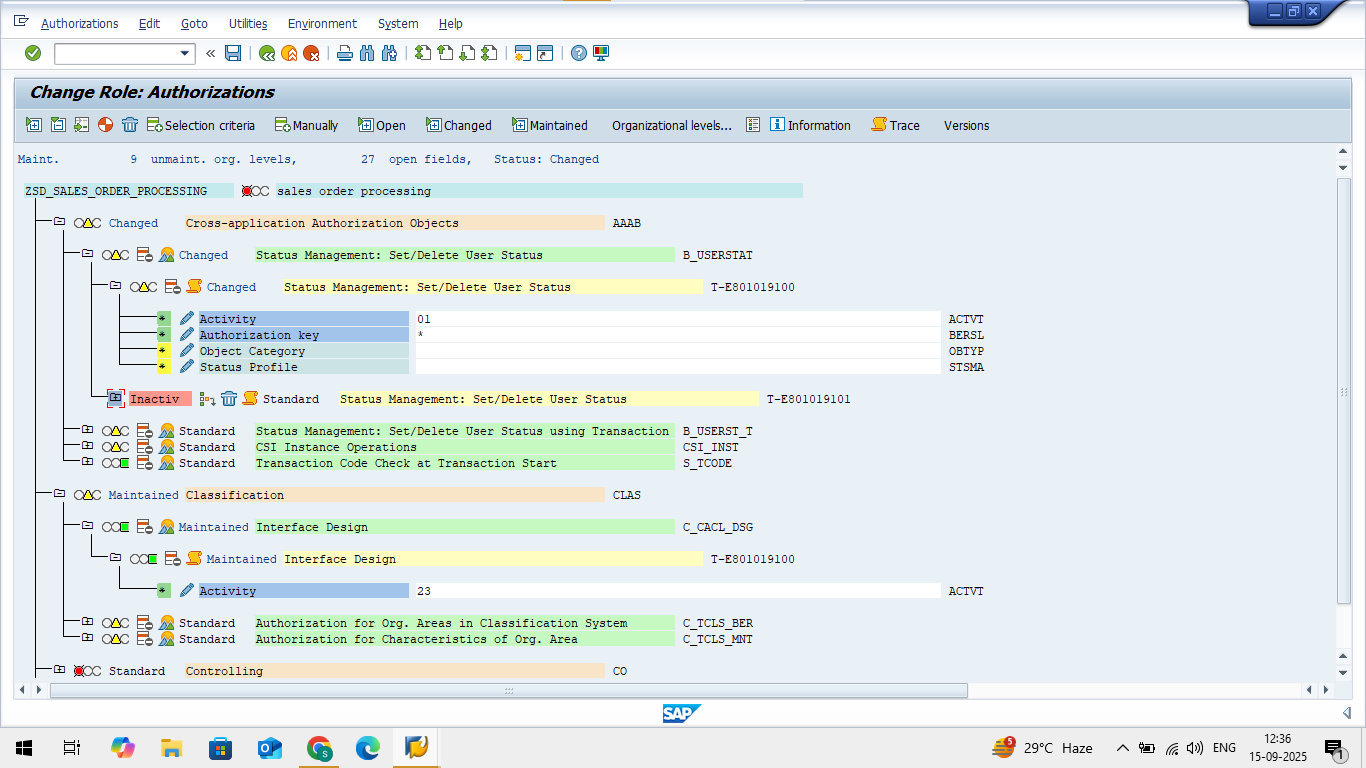 Authorizations Edit Goto Utilities Environment System Help
Change Role: Authorizations
Selection criteria Manually Open Changed Maintained Organizational levels... Information Trace Versions
Maint. 9 unmaint. org. levels, 27 open fields, Status: Changed
ZSD_SALES_ORDER_PROCESSING sales order processing
Changed Cross-application Authorization Objects AAAB
Changed Status Management: Set/Delete User Status B_USERSTAT
Changed Status Management: Set/Delete User Status T-E801019100
* Activity 01 ACTVT
* Authorization key * BERSL
* Object Category OBTYP
* Status Profile STSMA
Inactiv Standard Status Management: Set/Delete User Status T-E801019101
Standard Status Management: Set/Delete User Status using Transaction B_USERST_T
Standard CSI Instance Operations CSI_INST
Standard Transaction Code Check at Transaction Start S_TCODE
Maintained Classification CLAS
Maintained Interface Design C_CACL_DSG
Maintained Interface Design T-E801019100
* Activity 23 ACTVT
Standard Authorization for Org. Areas in Classification System C_TCLS_BER
Standard Authorization for Characteristics of Org. Area C_TCLS_MNT
Standard Controlling CO
SAP
S 5 29°C Haze ENG 12:36 1
15-09-2025